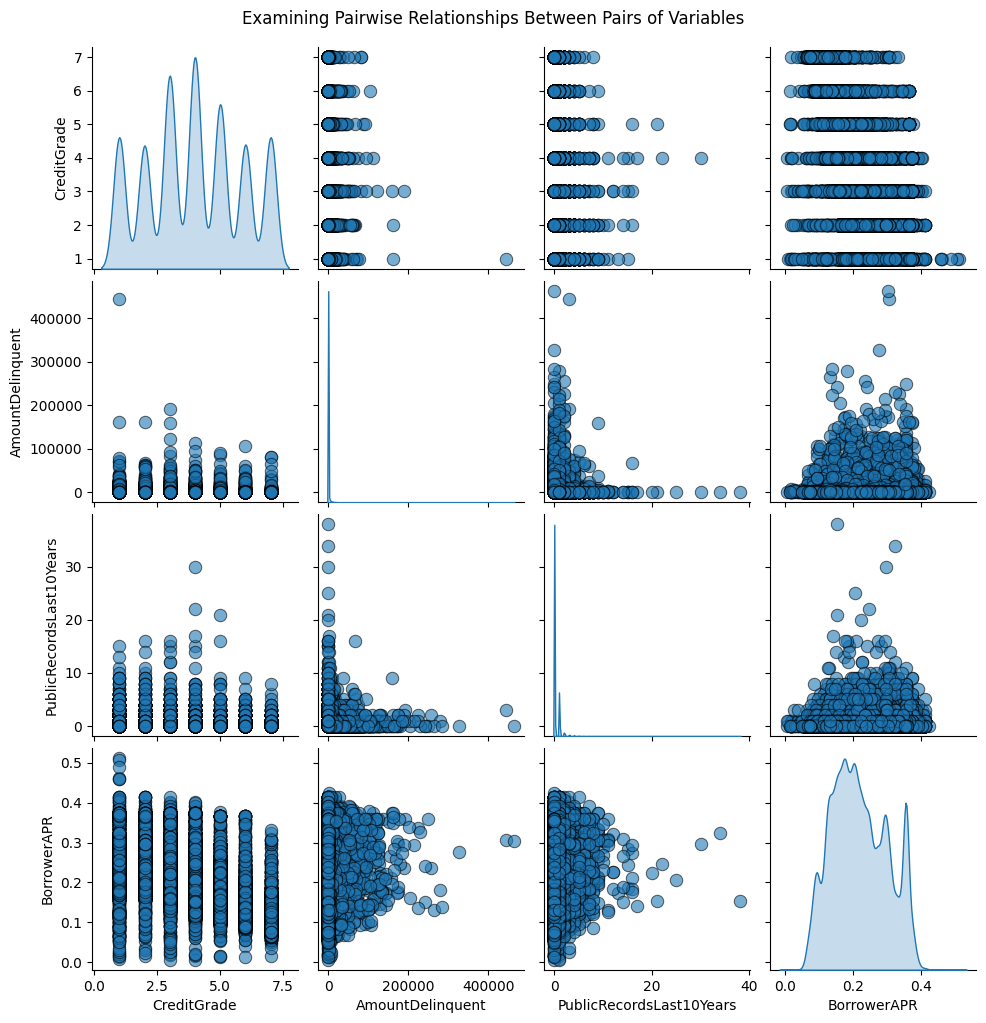 Examining Pairwise Relationships Between Pairs of Variables
CreditGrade
7
6
5
4
3
2
1
AmountDelinquent
400000
300000
200000
100000
0
PublicRecordsLast10Years
30
20
10
0
BorrowerAPR
0.5
0.4
0.3
0.2
0.1
0.0
0.0 2.5 5.0 7.5
CreditGrade
0 200000 400000
AmountDelinquent
0 20 40
PublicRecordsLast10Years
0.0 0.2 0.4
BorrowerAPR